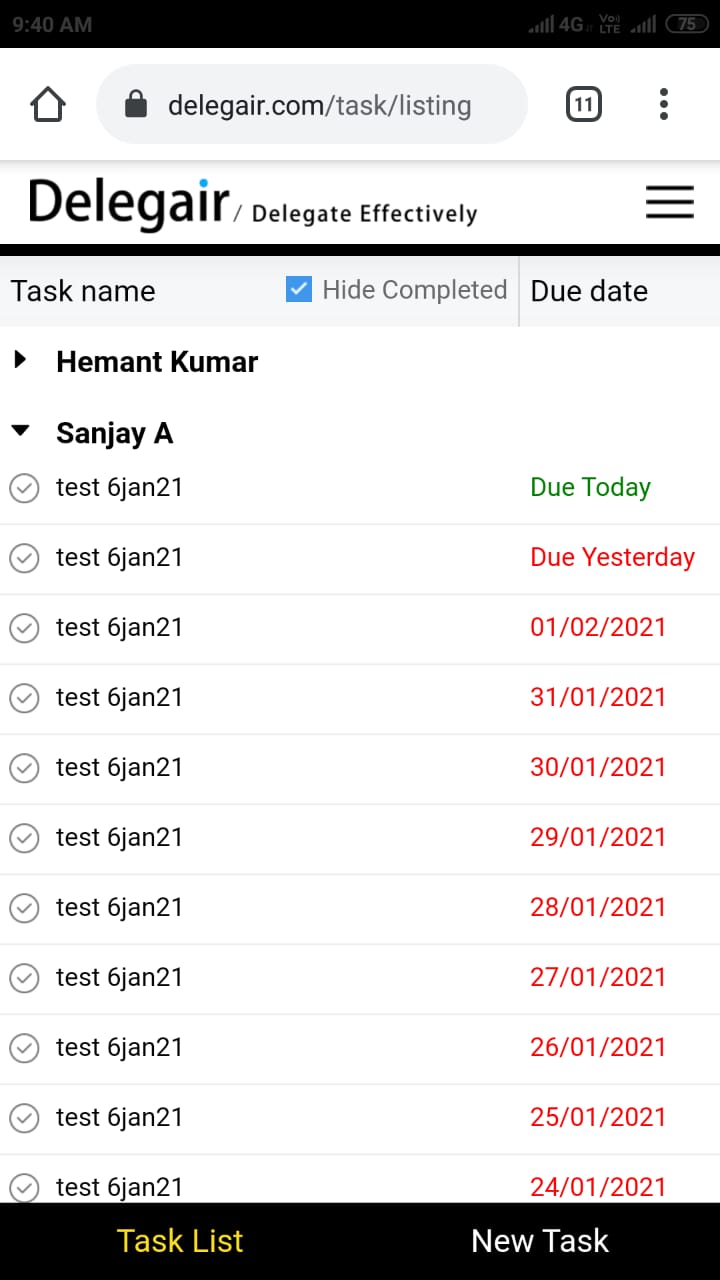 9:40 AM 4G Vo)) LTE 75
delegair.com/task/listing 11
Delegair / Delegate Effectively
Task name Hide Completed Due date
Hemant Kumar
Sanjay A
test 6jan21 Due Today
test 6jan21 Due Yesterday
test 6jan21 01/02/2021
test 6jan21 31/01/2021
test 6jan21 30/01/2021
test 6jan21 29/01/2021
test 6jan21 28/01/2021
test 6jan21 27/01/2021
test 6jan21 26/01/2021
test 6jan21 25/01/2021
test 6jan21 24/01/2021
Task List New Task